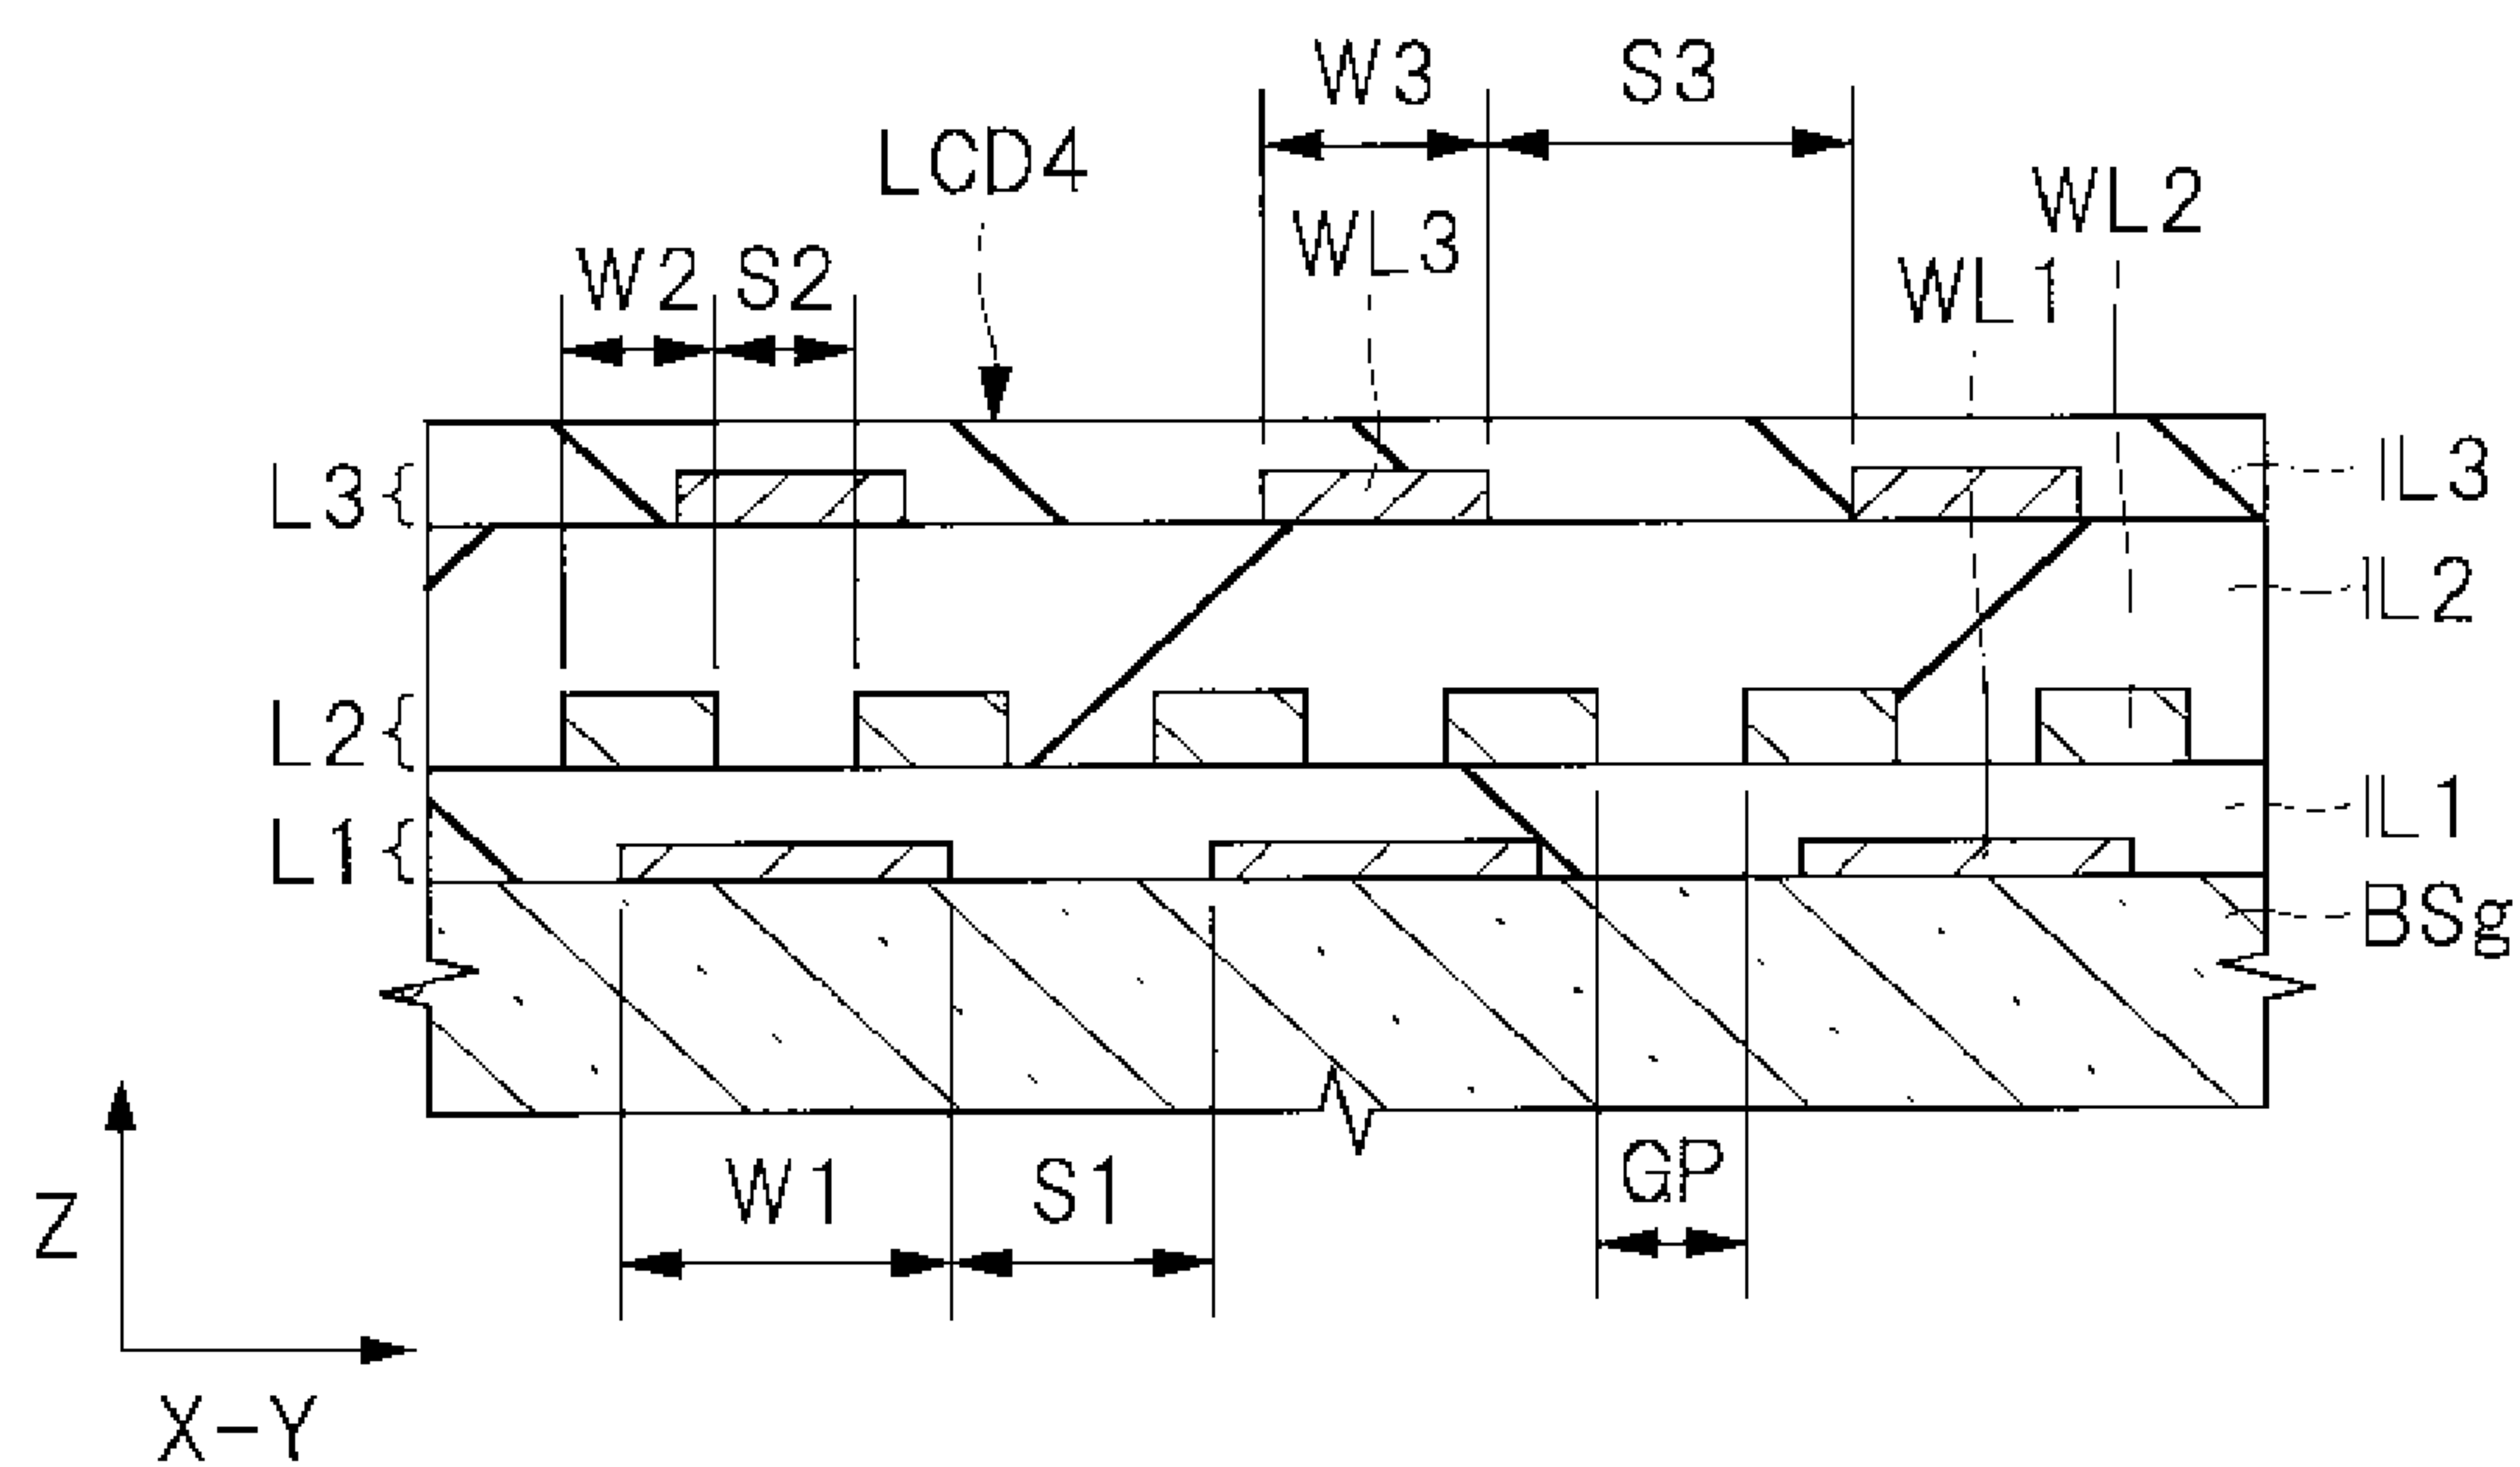 W3 S3
LCD4
WL2
WL3
W2 S2
WL1
L3
IL3
IL2
L2
IL1
L1
BSg
W1 S1 GP
Z
X-Y